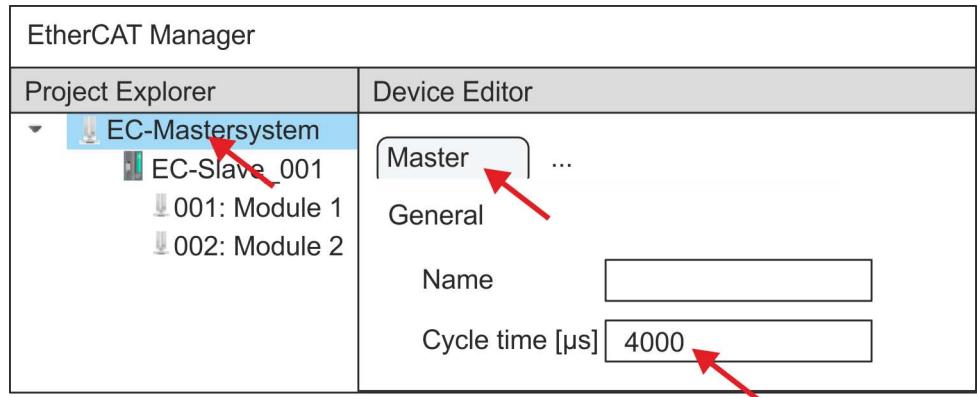 EtherCAT Manager
Project Explorer
Device Editor
EC-Mastersystem
EC-Slave_001
001: Module 1
002: Module 2
Master ...
General
Name
Cycle time [µs] 4000